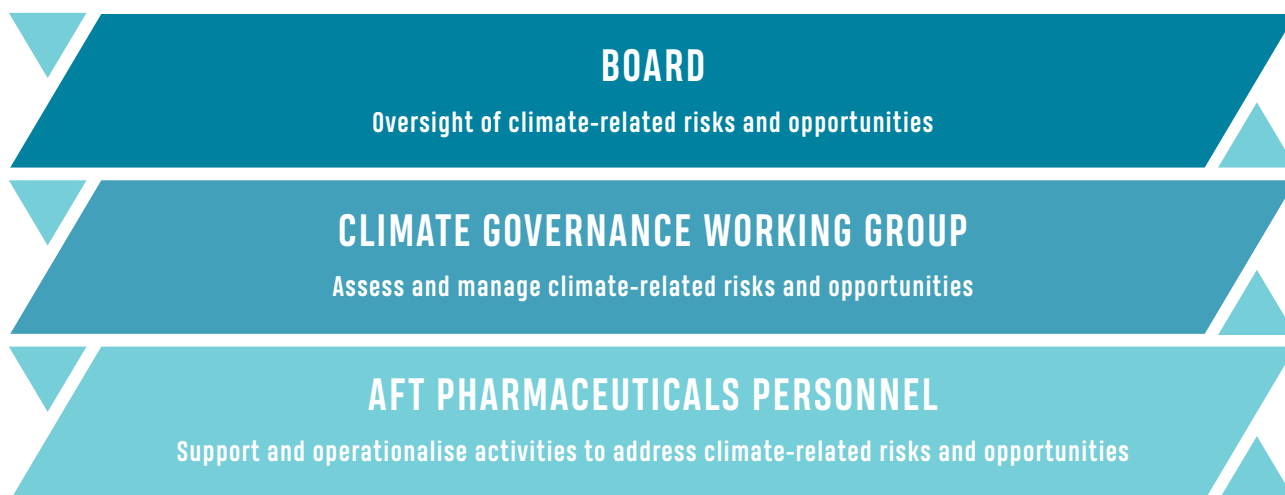 BOARD
Oversight of climate-related risks and opportunities
CLIMATE GOVERNANCE WORKING GROUP
Assess and manage climate-related risks and opportunities
AFT PHARMACEUTICALS PERSONNEL
Support and operationalise activities to address climate-related risks and opportunities